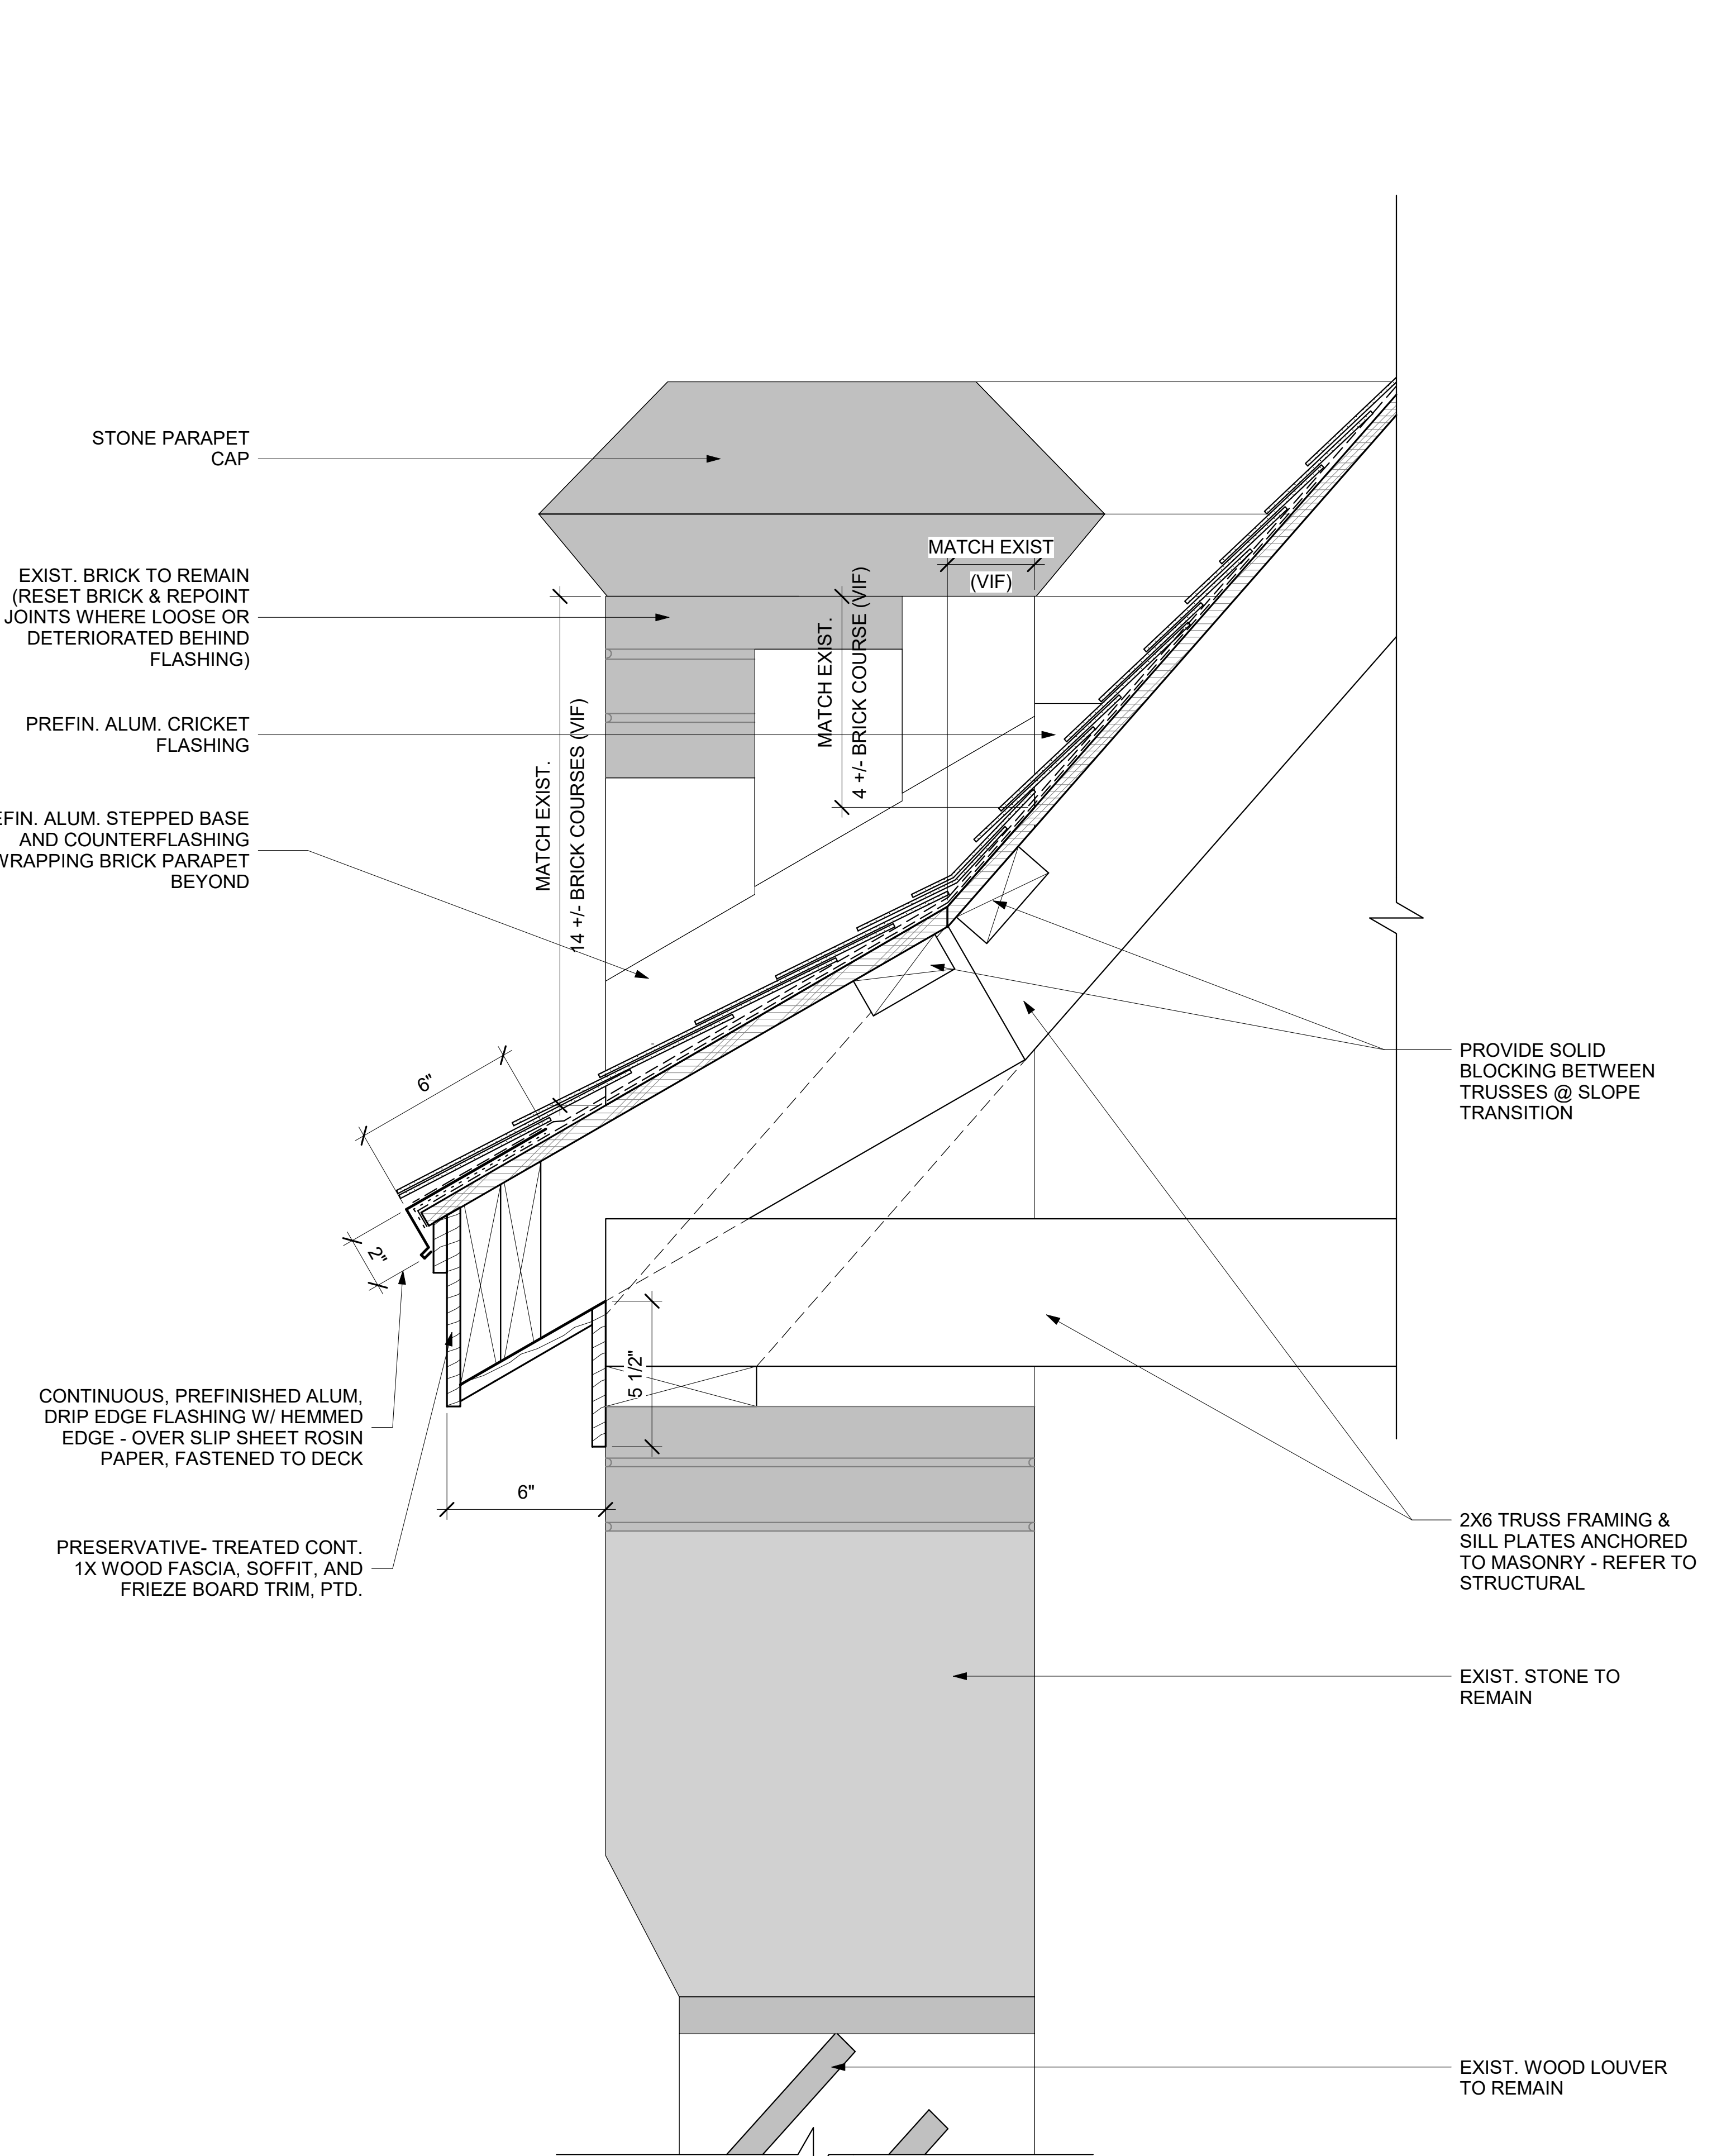 STONE PARAPET
CAP
EXIST. BRICK TO REMAIN
(RESET BRICK & REPOINT
JOINTS WHERE LOOSE OR
DETERIORATED BEHIND
FLASHING)
PREFIN. ALUM. CRICKET
FLASHING
EFIN. ALUM. STEPPED BASE
AND COUNTERFLASHING
WRAPPING BRICK PARAPET
BEYOND
MATCH EXIST
(VIF)
MATCH EXIST.
4 +/- BRICK COURSE (VIF)
MATCH EXIST.
14 +/- BRICK COURSES (VIF)
6"
2"
5 1/2"
6"
CONTINUOUS, PREFINISHED ALUM,
DRIP EDGE FLASHING W/ HEMMED
EDGE - OVER SLIP SHEET ROSIN
PAPER, FASTENED TO DECK
PRESERVATIVE- TREATED CONT.
1X WOOD FASCIA, SOFFIT, AND
FRIEZE BOARD TRIM, PTD.
PROVIDE SOLID
BLOCKING BETWEEN
TRUSSES @ SLOPE
TRANSITION
2X6 TRUSS FRAMING &
SILL PLATES ANCHORED
TO MASONRY - REFER TO
STRUCTURAL
EXIST. STONE TO
REMAIN
EXIST. WOOD LOUVER
TO REMAIN